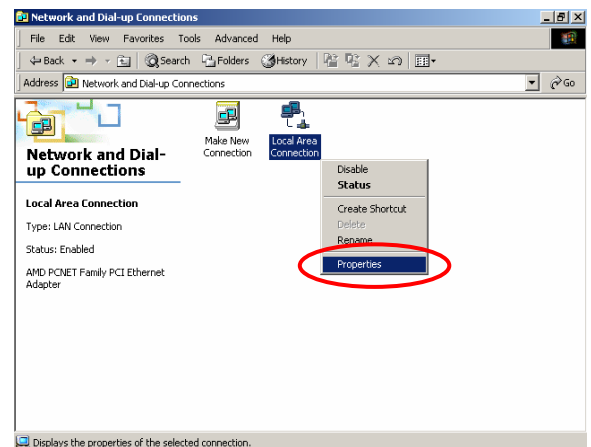 Network and Dial-up Connections
File Edit View Favorites Tools Advanced Help
Back Search Folders History
Address Network and Dial-up Connections Go
Make New Connection
Local Area Connection
Network and Dial-
up Connections
Local Area Connection
Type: LAN Connection
Status: Enabled
AMD PCNET Family PCI Ethernet
Adapter
Disable
Status
Create Shortcut
Delete
Rename
Properties
Displays the properties of the selected connection.